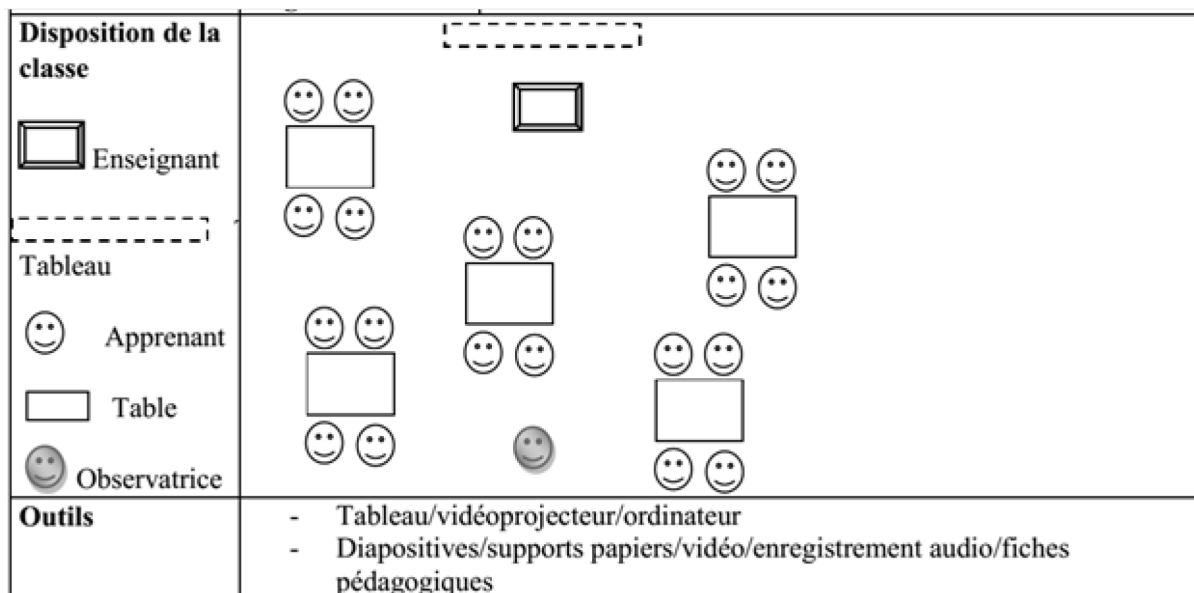 Disposition de la
classe
Enseignant
Tableau
Apprenant
Table
Observatrice
Outils
- Tableau/vidéoprojecteur/ordinateur
- Diapositives/supports papiers/vidéo/enregistrement audio/fiches
pédagogiques